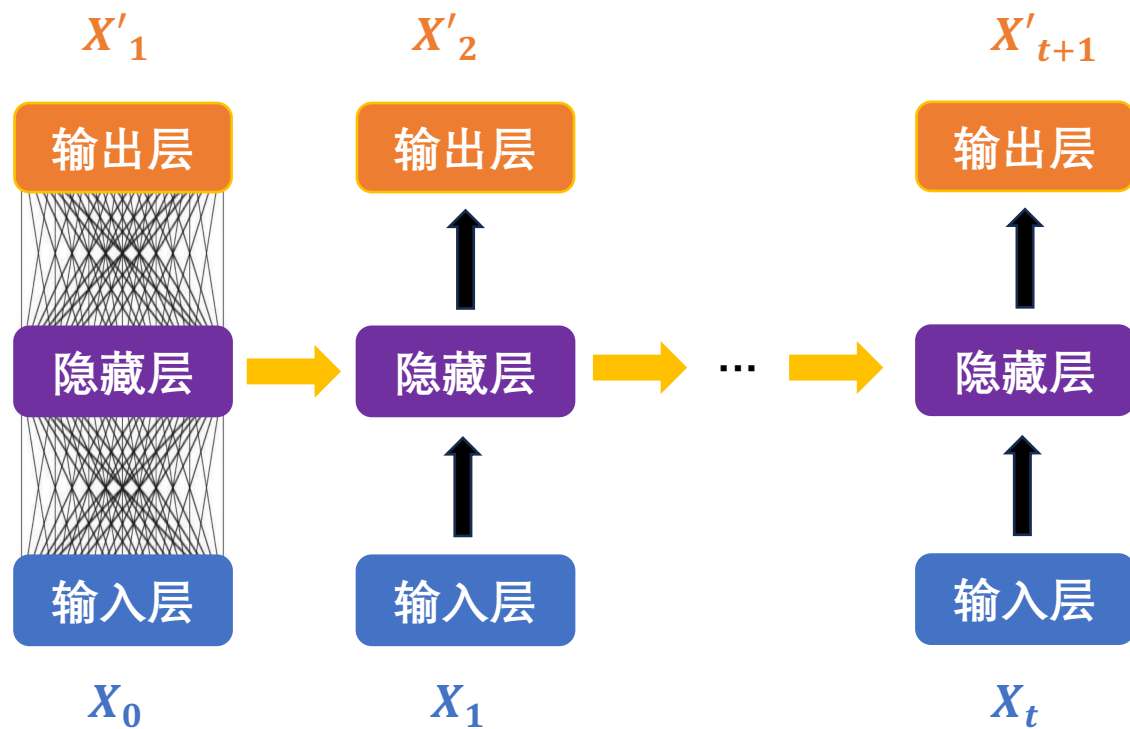 X'₁ X'₂ X'ₜ₊₁
输出层 输出层 输出层
隐藏层 隐藏层 ... 隐藏层
输入层 输入层 输入层
X₀ X₁ Xₜ